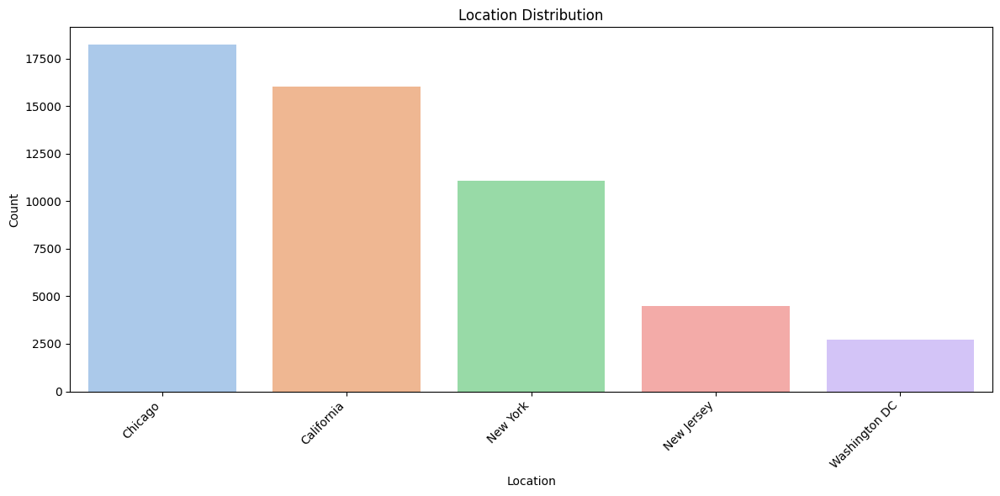 Location Distribution
Count
17500
15000
12500
10000
7500
5000
2500
0
Chicago
California
New York
New Jersey
Washington DC
Location